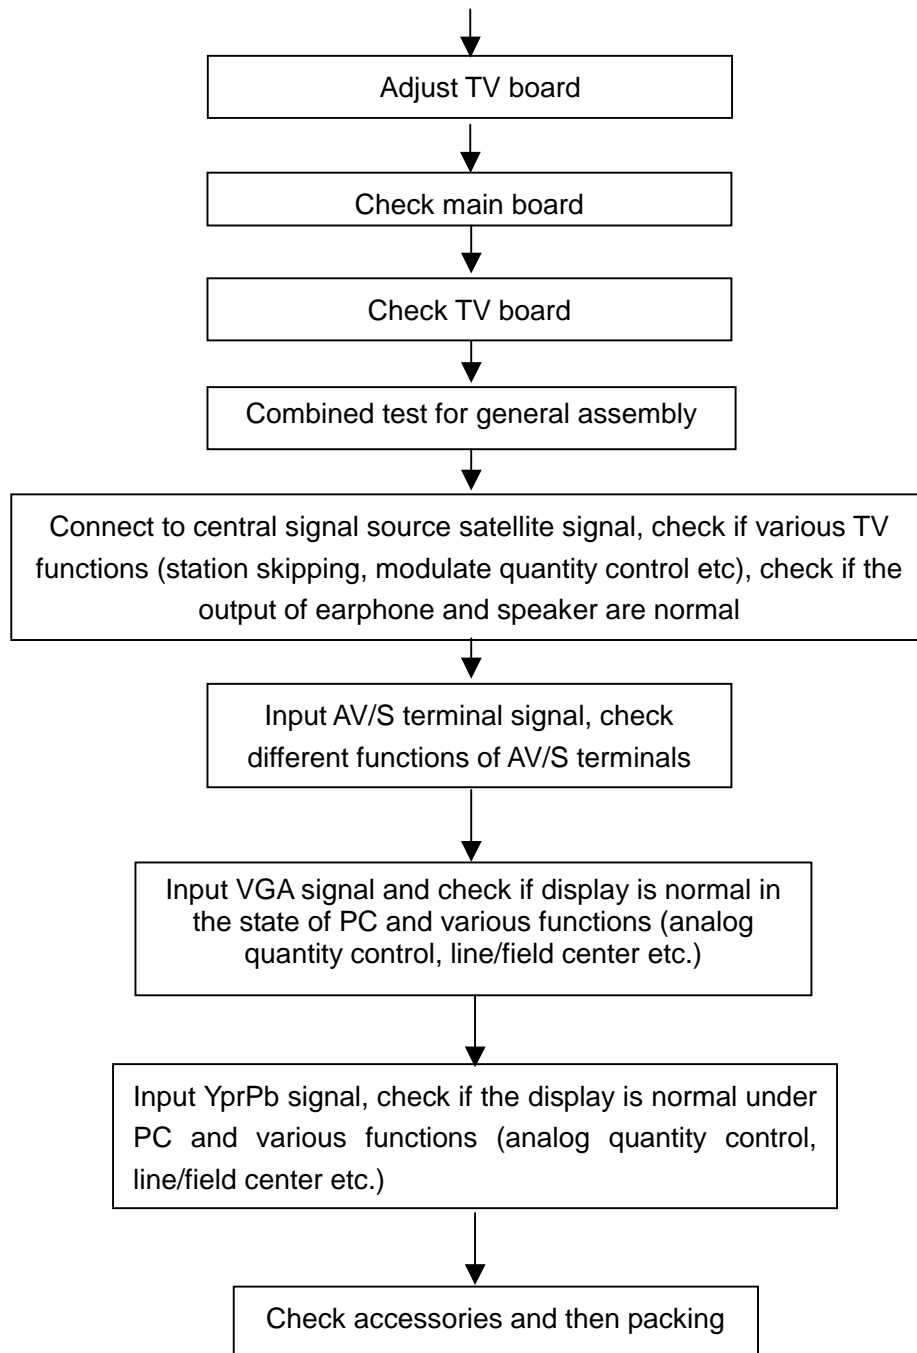 Adjust TV board
Check main board
Check TV board
Combined test for general assembly
Connect to central signal source satellite signal, check if various TV
functions (station skipping, modulate quantity control etc), check if the
output of earphone and speaker are normal
Input AV/S terminal signal, check
different functions of AV/S terminals
Input VGA signal and check if display is normal in
the state of PC and various functions (analog
quantity control, line/field center etc.)
Input YprPb signal, check if the display is normal under
PC and various functions (analog quantity control,
line/field center etc.)
Check accessories and then packing